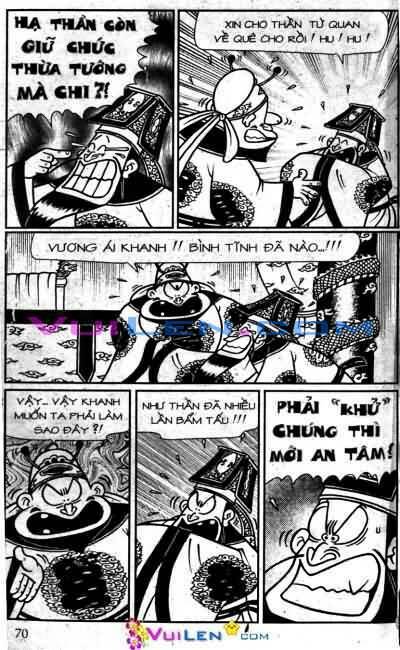 HẠ THẦN CÒN
GIỮ CHỨC
THỪA TƯỚNG
MÀ CHI?!
XIN CHO THẦN TỪ QUAN
VỀ QUÊ CHO RỒI! HU! HU!
VƯƠNG ÁI KHANH!! BÌNH TĨNH ĐÃ NÀO...!!!
VUILEN.COM
VẬY... VẬY KHANH
MUỐN TA PHẢI LÀM
SAO ĐÂY?!
NHƯ THẦN ĐÃ NHIỀU
LẦN BẨM TẤU!!!
PHẢI "KHỬ"
CHÚNG THÌ
MỚI AN TÂM!
70
VUILEN.COM